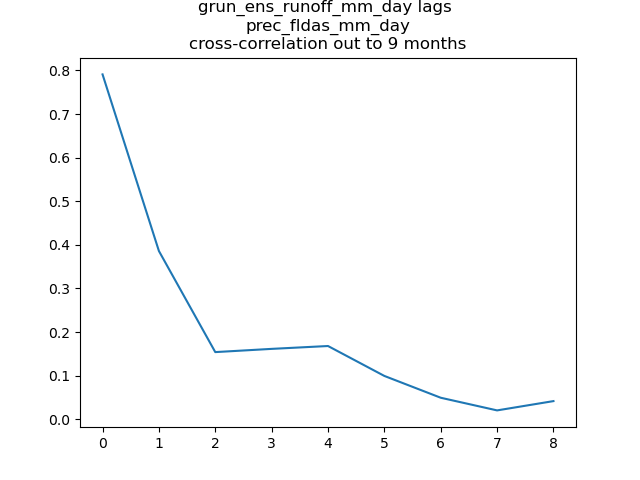 grun_ens_runoff_mm_day lags
prec_fldas_mm_day
cross-correlation out to 9 months
0.8
0.7
0.6
0.5
0.4
0.3
0.2
0.1
0.0
0 1 2 3 4 5 6 7 8